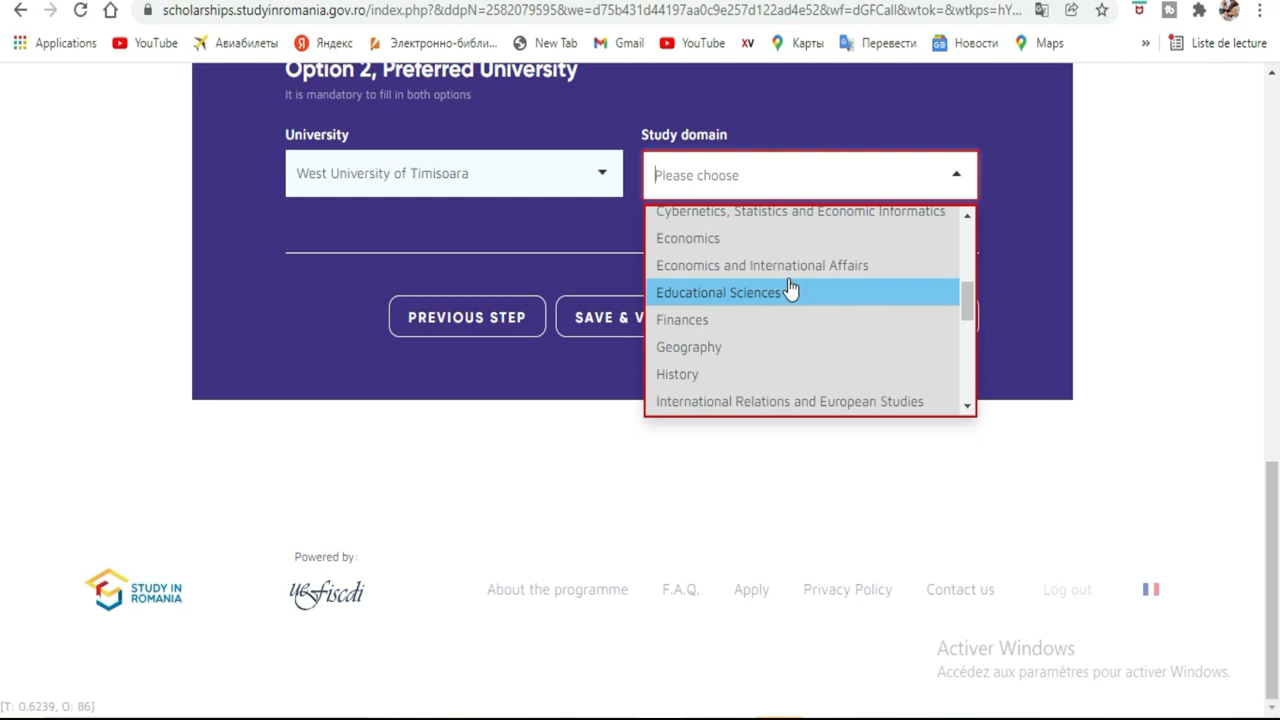 scholarships.studyinromania.gov.ro/index.php?&ddpN=2582079595&we=d75b431d44197aa0c9e257d122ad4e52&wf=dGFCall&wtok=&wtkps=hY...
Applications YouTube Авиабилеты Яндекс Электронно-библи... New Tab Gmail YouTube XV Карты Перевести Новости Maps » Liste de lecture
Option 2, Preferred University
It is mandatory to fill in both options
University Study domain
West University of Timisoara Please choose
Cybernetics, Statistics and Economic Informatics
Economics
Economics and International Affairs
Educational Sciences
Finances
Geography
History
International Relations and European Studies
PREVIOUS STEP SAVE & V
Powered by:
STUDY IN
ROMANIA
uefiscdi About the programme F.A.Q. Apply Privacy Policy Contact us Log out
Activer Windows
Accédez aux paramètres pour activer Windows.
[T: 0.6239, O: 86]